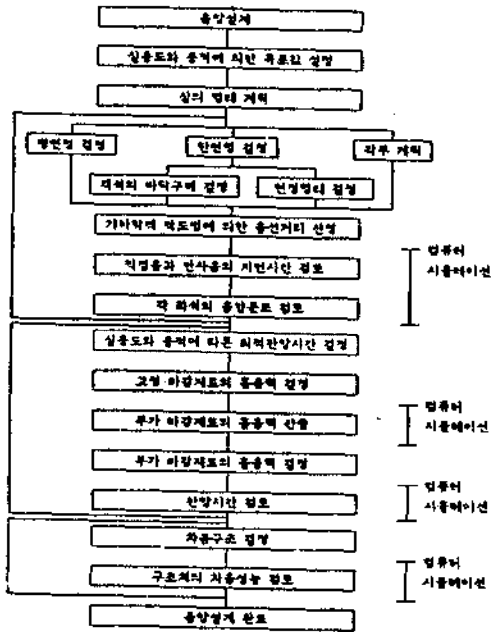 음향설계
실용도와 용적에 의한 목표값 설정
실의 형태 계획
평면형 결정
단면형 결정
각부 계획
객석의 바닥구배 결정
천정형태 결정
기하학적 작도법에 의한 음선거리 산정
직접음과 반사음의 지연시간 검토
컴퓨터
시뮬레이션
각 좌석의 음압분포 검토
실용도와 용적에 따른 최적잔향시간 결정
고정 마감재료의 흡음력 결정
부가 마감재료의 흡음력 산출
컴퓨터
시뮬레이션
부가 마감재료의 흡음력 결정
잔향시간 검토
컴퓨터
시뮬레이션
차음구조 결정
구조체의 차음성능 검토
컴퓨터
시뮬레이션
음향설계 완료